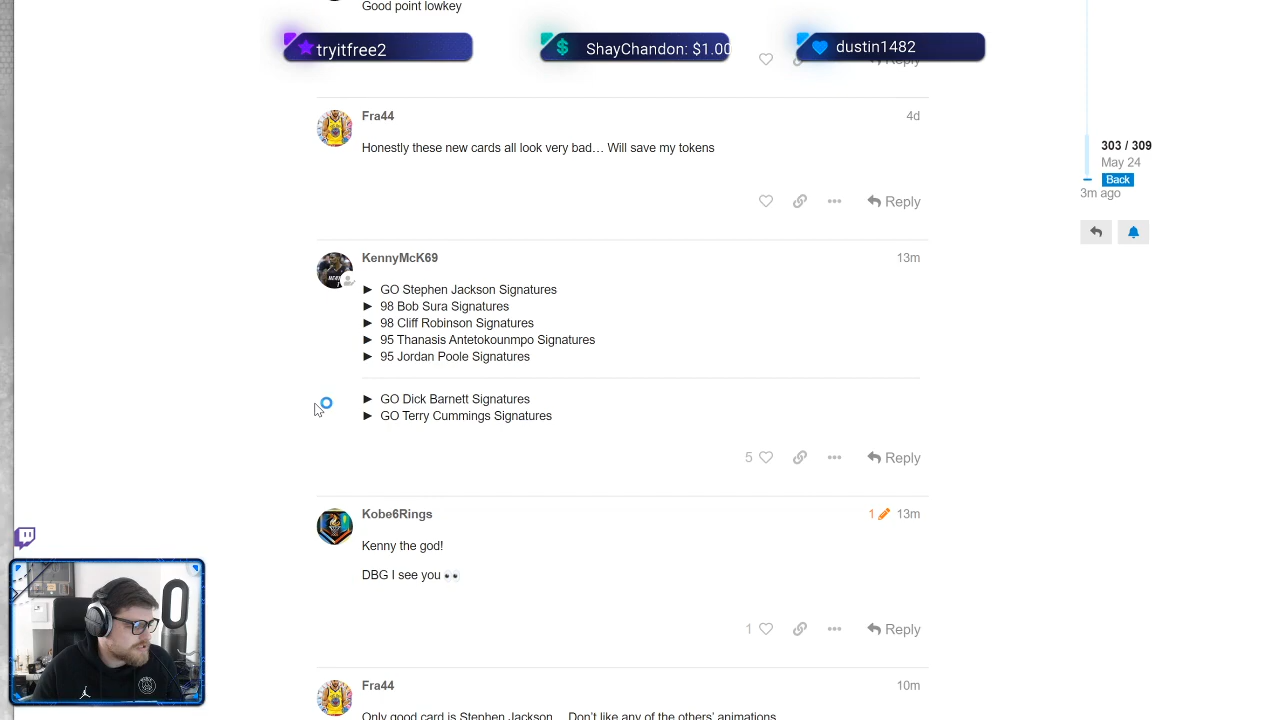 Good point lowkey
tryitfree2
ShayChandon: $1.00
dustin1482
Reply
Fra44
4d
Honestly these new cards all look very bad… Will save my tokens
Reply
303 / 309
May 24
Back
3m ago
KennyMcK69
13m
► GO Stephen Jackson Signatures
► 98 Bob Sura Signatures
► 98 Cliff Robinson Signatures
► 95 Thanasis Antetokounmpo Signatures
► 95 Jordan Poole Signatures
► GO Dick Barnett Signatures
► GO Terry Cummings Signatures
5
Reply
Kobe6Rings
1 13m
Kenny the god!
DBG I see you 👀
1
Reply
Fra44
10m
Only good card is Stephen Jackson… Don't like any of the others' animations